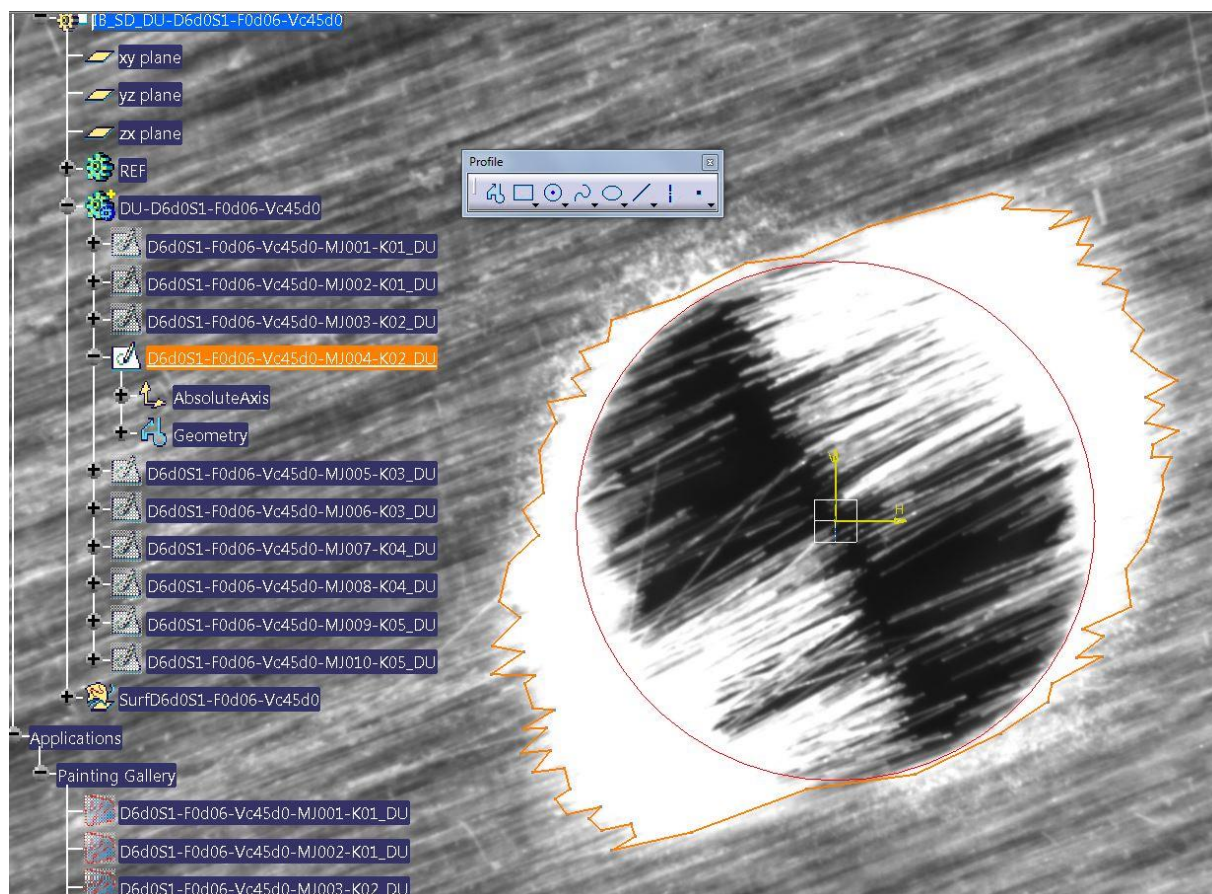 IB_SD_DU-D6d0S1-F0d06-Vc45d0
xy plane
yz plane
zx plane
REF
DU-D6d0S1-F0d06-Vc45d0
D6d0S1-F0d06-Vc45d0-MJ001-K01_DU
D6d0S1-F0d06-Vc45d0-MJ002-K01_DU
D6d0S1-F0d06-Vc45d0-MJ003-K02_DU
D6d0S1-F0d06-Vc45d0-MJ004-K02_DU
AbsoluteAxis
Geometry
D6d0S1-F0d06-Vc45d0-MJ005-K03_DU
D6d0S1-F0d06-Vc45d0-MJ006-K03_DU
D6d0S1-F0d06-Vc45d0-MJ007-K04_DU
D6d0S1-F0d06-Vc45d0-MJ008-K04_DU
D6d0S1-F0d06-Vc45d0-MJ009-K05_DU
D6d0S1-F0d06-Vc45d0-MJ010-K05_DU
SurfD6d0S1-F0d06-Vc45d0
Applications
Painting Gallery
D6d0S1-F0d06-Vc45d0-MJ001-K01_DU
D6d0S1-F0d06-Vc45d0-MJ002-K01_DU
D6d0S1-F0d06-Vc45d0-MJ003-K02_DU
Profile
V
H